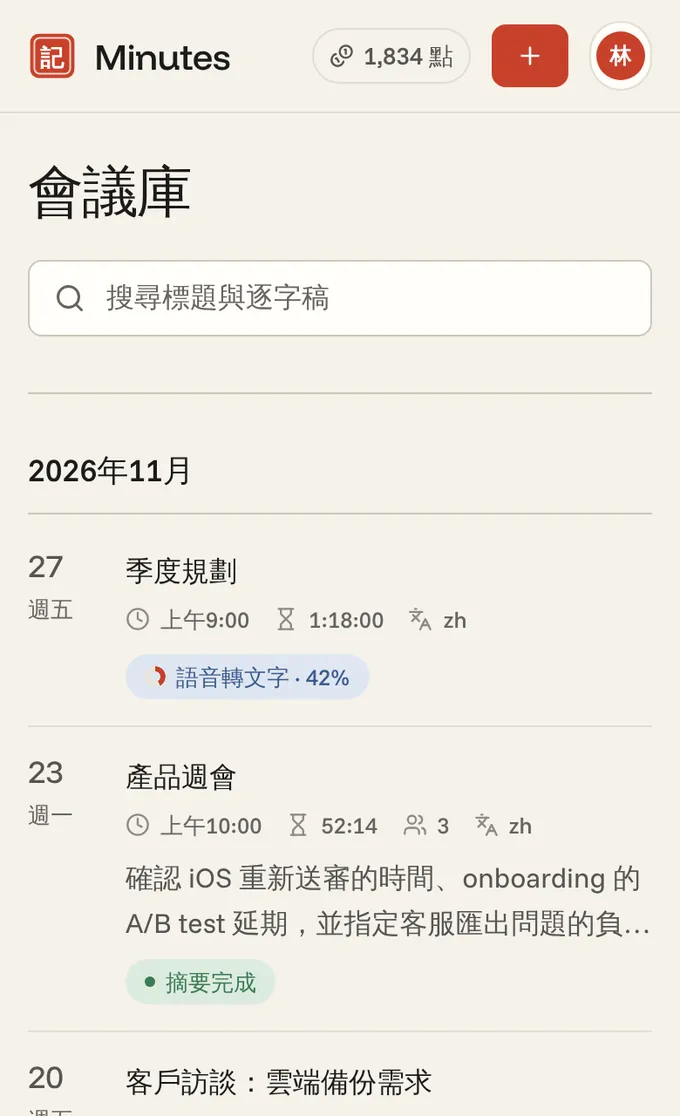 記 Minutes 1,834 點 + 林
會議庫
搜尋標題與逐字稿
2026年11月
27 季度規劃
週五 上午9:00 1:18:00 zh
語音轉文字 · 42%
23 產品週會
週一 上午10:00 52:14 3 zh
確認 iOS 重新送審的時間、onboarding 的
A/B test 延期，並指定客服匯出問題的負…
摘要完成
20 客戶訪談：雲端備份需求